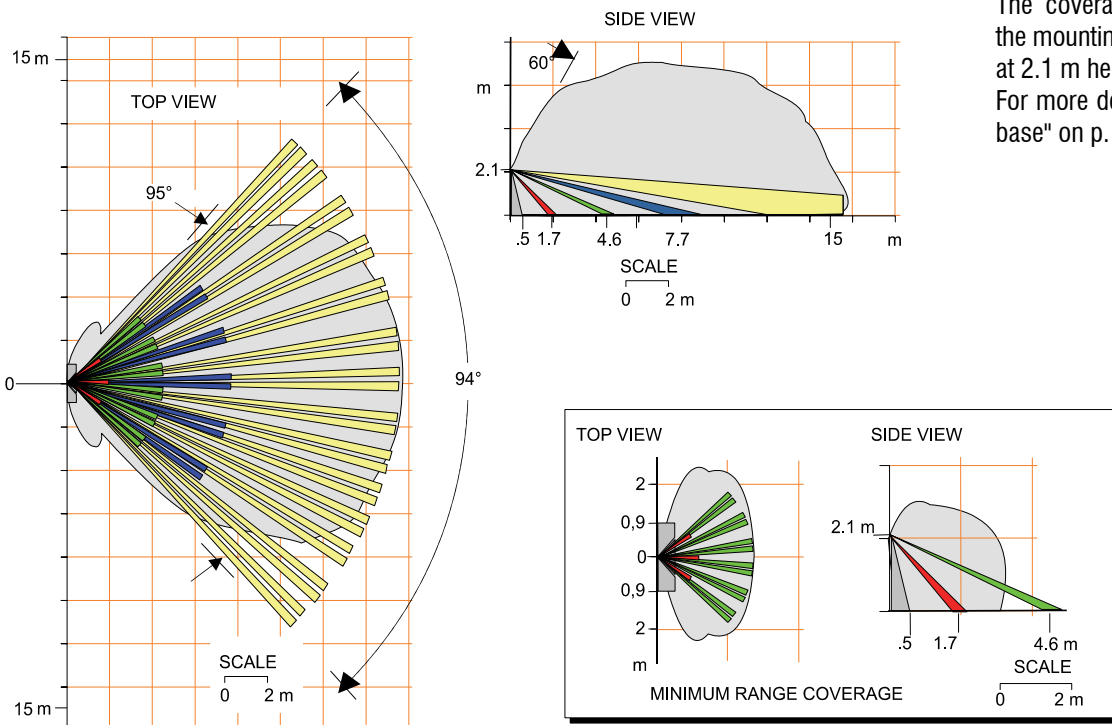 SIDE VIEW
60°
m
2.1
.5 1.7 4.6 7.7 15 m
SCALE
0 2 m
the mounting
at 2.1 m he
For more de
base" on p.
15 m
TOP VIEW
95°
0
94°
SCALE
0 2 m
15 m
TOP VIEW
2
0,9
0
0,9
2
m
SIDE VIEW
2.1 m
.5 1.7 4.6 m
SCALE
0 2 m
MINIMUM RANGE COVERAGE